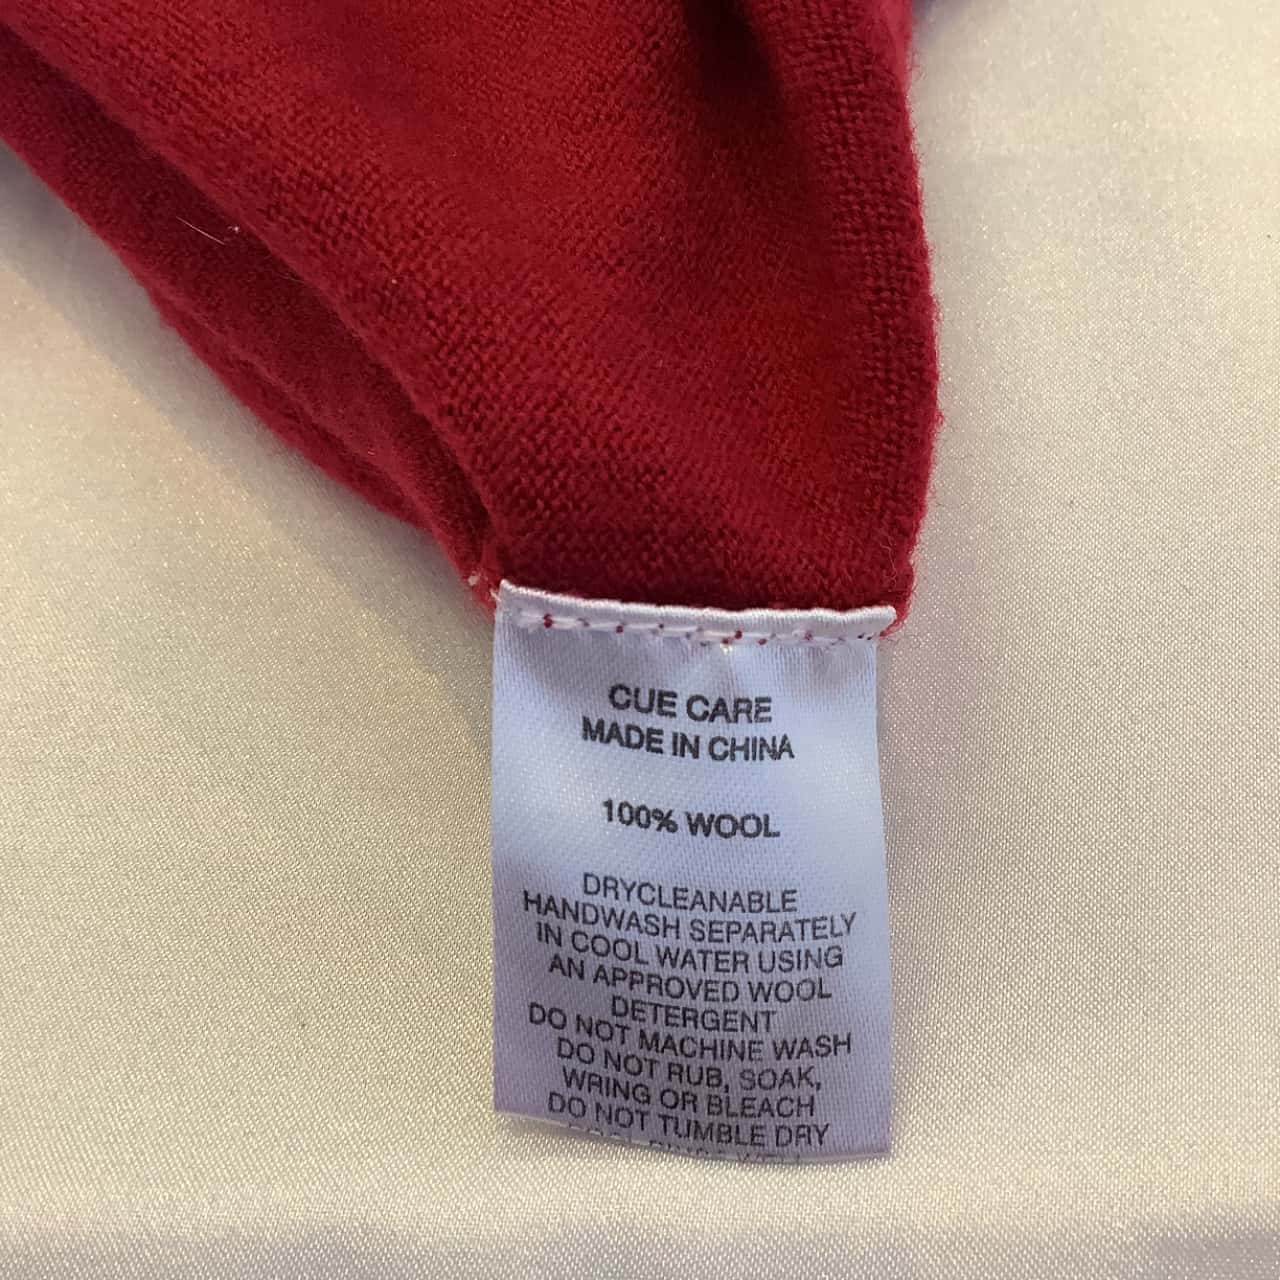 CUE CARE
MADE IN CHINA
100% WOOL
DRYCLEANABLE
HANDWASH SEPARATELY
IN COOL WATER USING
AN APPROVED WOOL
DETERGENT
DO NOT MACHINE WASH
DO NOT RUB, SOAK,
WRING OR BLEACH
DO NOT TUMBLE DRY